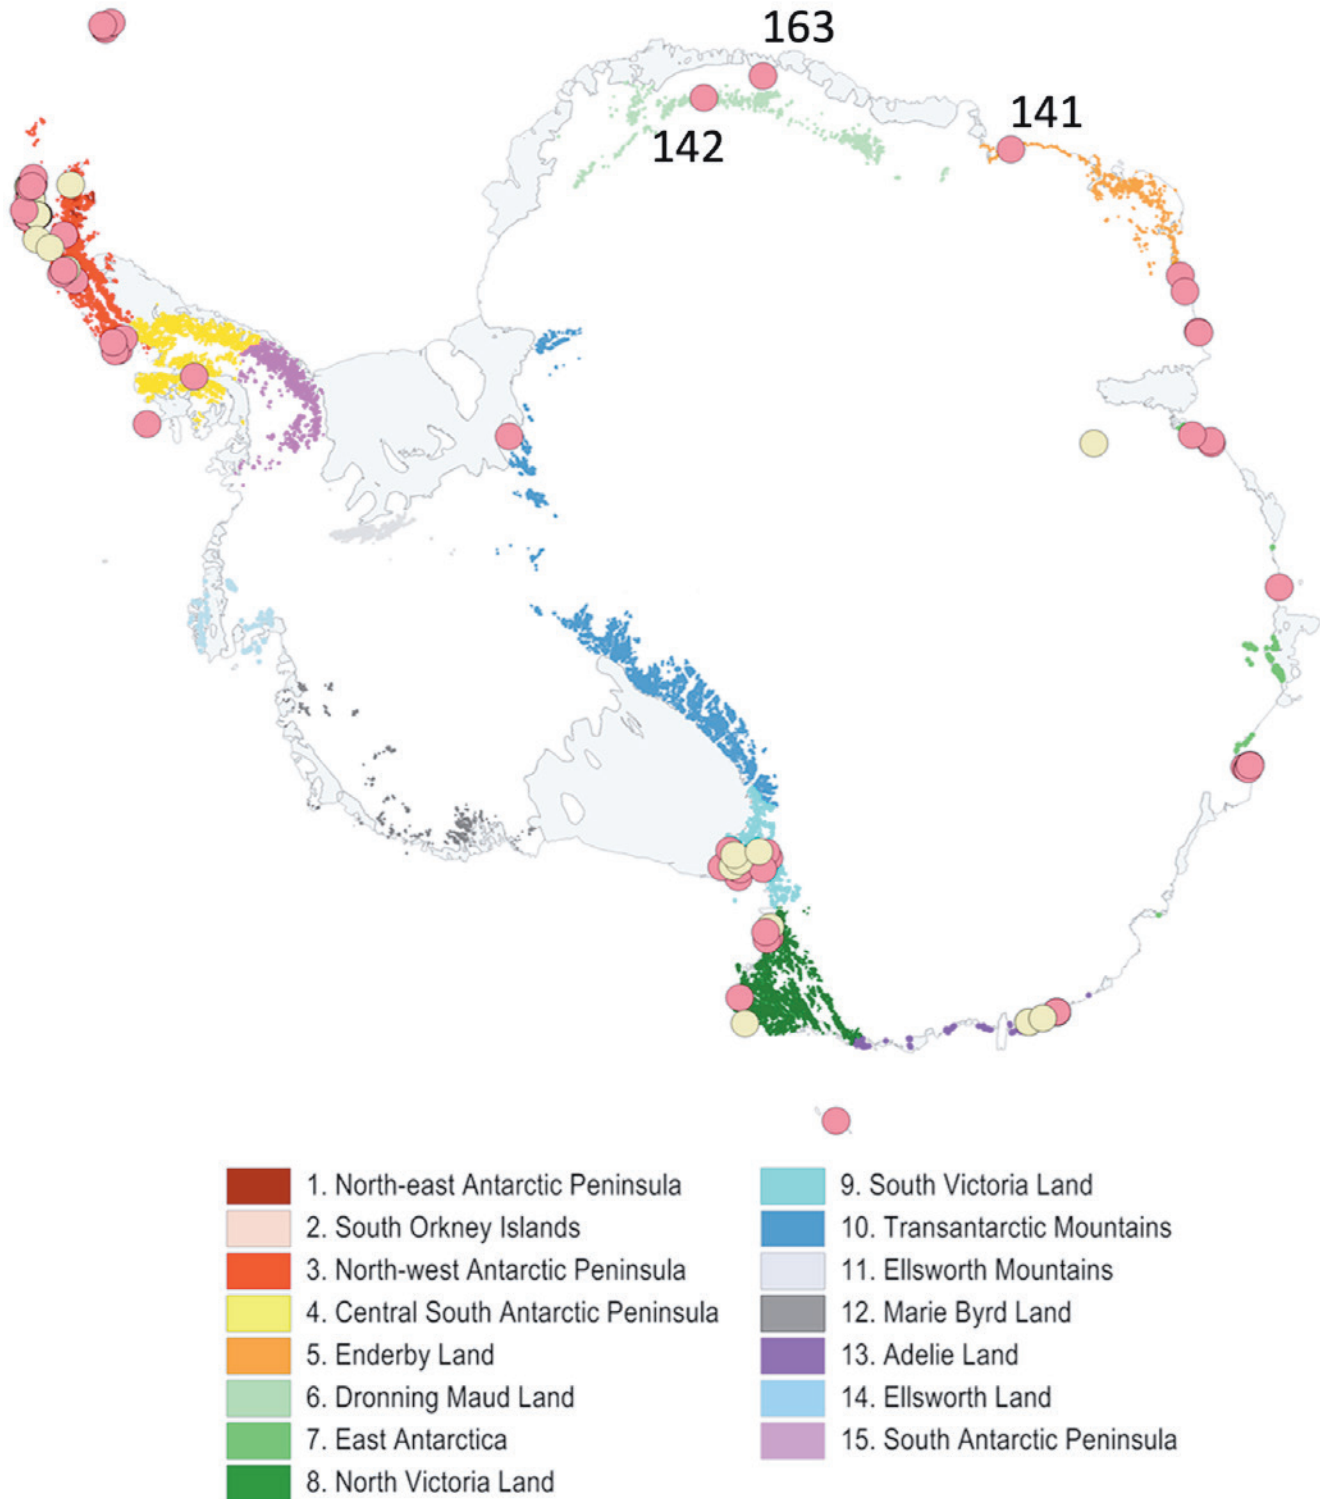 163
141
142
1. North-east Antarctic Peninsula
2. South Orkney Islands
3. North-west Antarctic Peninsula
4. Central South Antarctic Peninsula
5. Enderby Land
6. Dronning Maud Land
7. East Antarctica
8. North Victoria Land
9. South Victoria Land
10. Transantarctic Mountains
11. Ellsworth Mountains
12. Marie Byrd Land
13. Adelie Land
14. Ellsworth Land
15. South Antarctic Peninsula